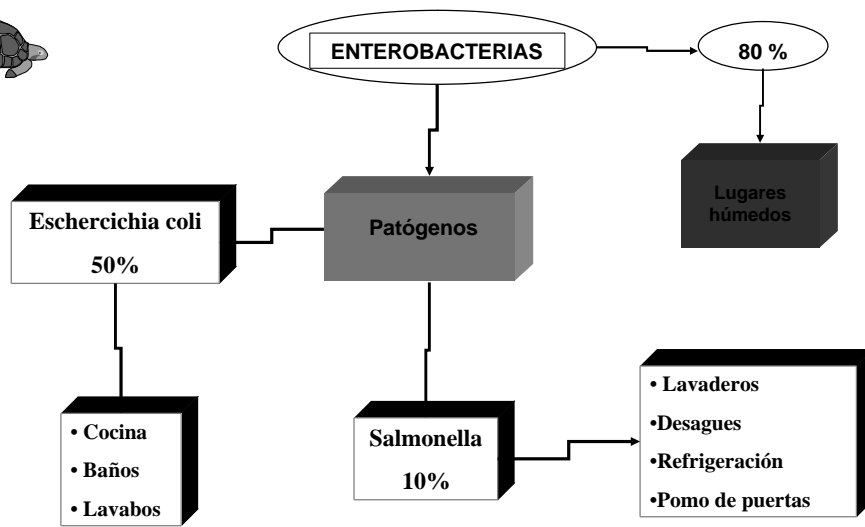 ENTEROBACTERIAS
80 %
Lugares
húmedos
Patógenos
Eschercichia coli
50%
• Cocina
• Baños
• Lavabos
Salmonella
10%
• Lavaderos
•Desagues
•Refrigeración
•Pomo de puertas